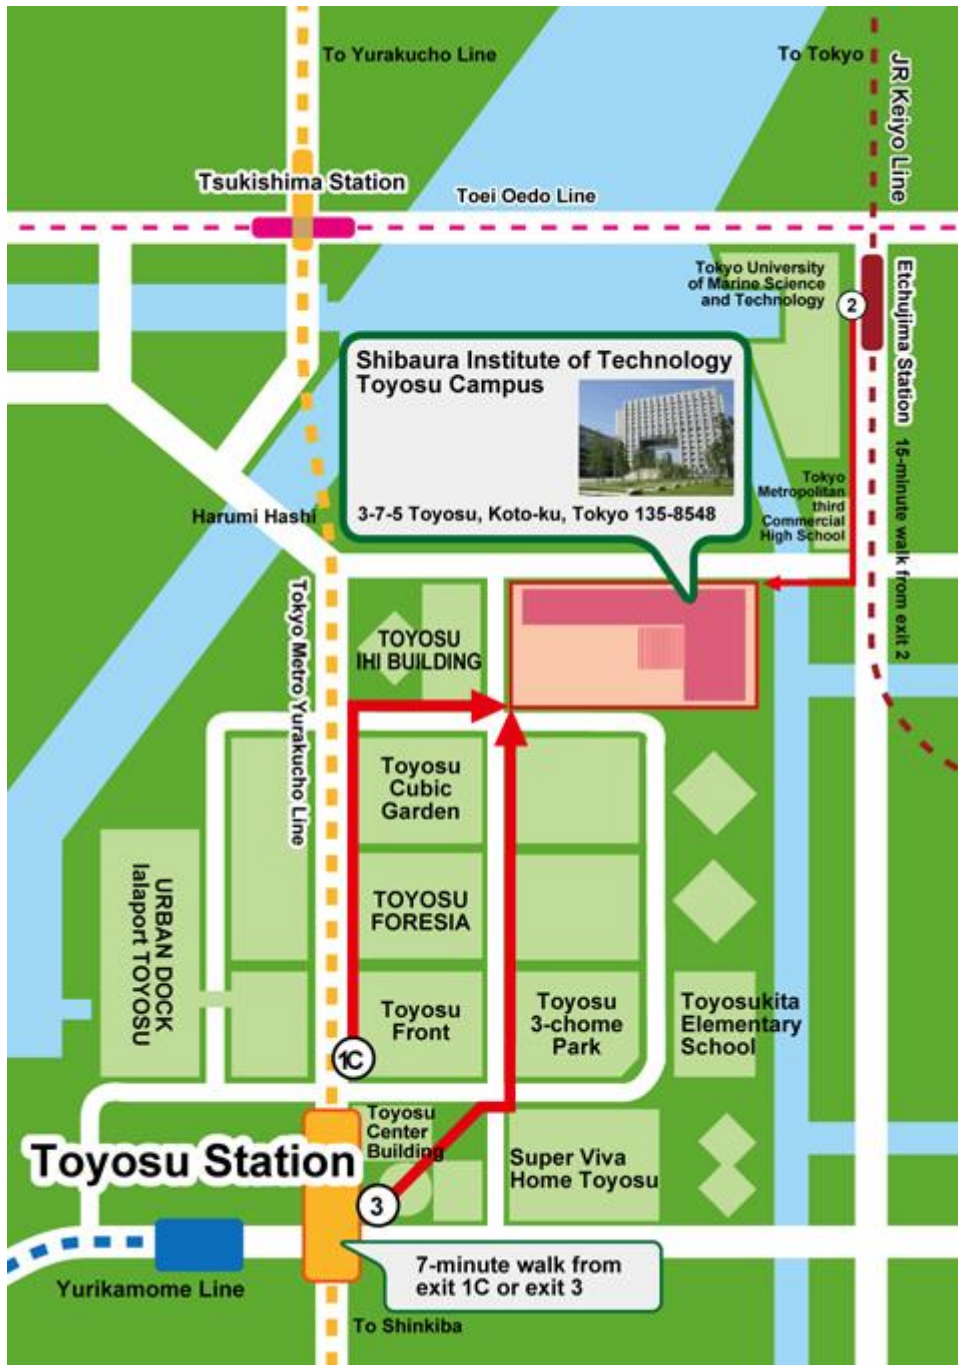 To Yurakucho Line
To Tokyo
JR Keiyo Line
Tsukishima Station
Toei Oedo Line
Tokyo University
of Marine Science
and Technology
2
Etchujima Station
15-minute walk from exit 2
Shibaura Institute of Technology
Toyosu Campus
3-7-5 Toyosu, Koto-ku, Tokyo 135-8548
Tokyo
Metropolitan
third
Commercial
High School
Harumi Hashi
Tokyo Metro Yurakucho Line
TOYOSU
IHI BUILDING
Toyosu
Cubic
Garden
URBAN DOCK
lalaport TOYOSU
TOYOSU
FORESIA
Toyosu
Front
Toyosu
3-chome
Park
Toyosukita
Elementary
School
1C
Toyosu
Center
Building
Toyosu Station
Super Viva
Home Toyosu
3
7-minute walk from
exit 1C or exit 3
Yurikamome Line
To Shinkiba